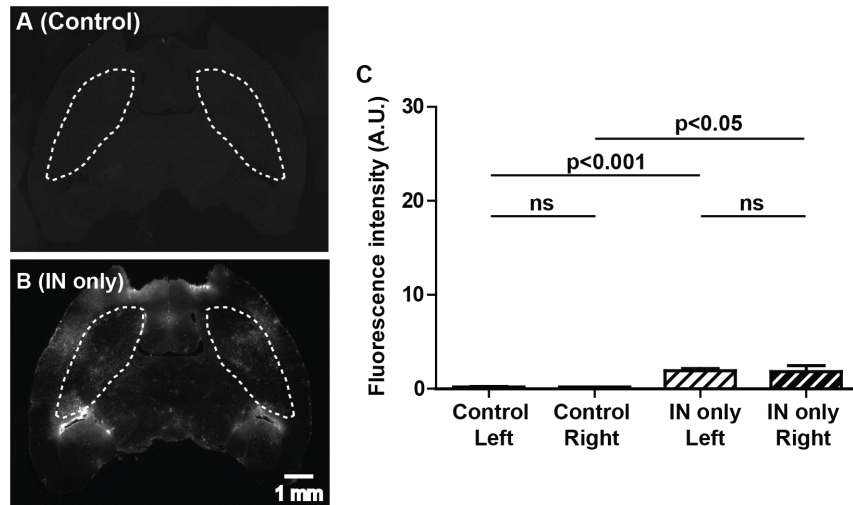 A (Control)
B (IN only)
1 mm
C
Fluorescence intensity (A.U.)
30
20
10
0
p<0.05
p<0.001
ns
ns
Control
Left
Control
Right
IN only
Left
IN only
Right